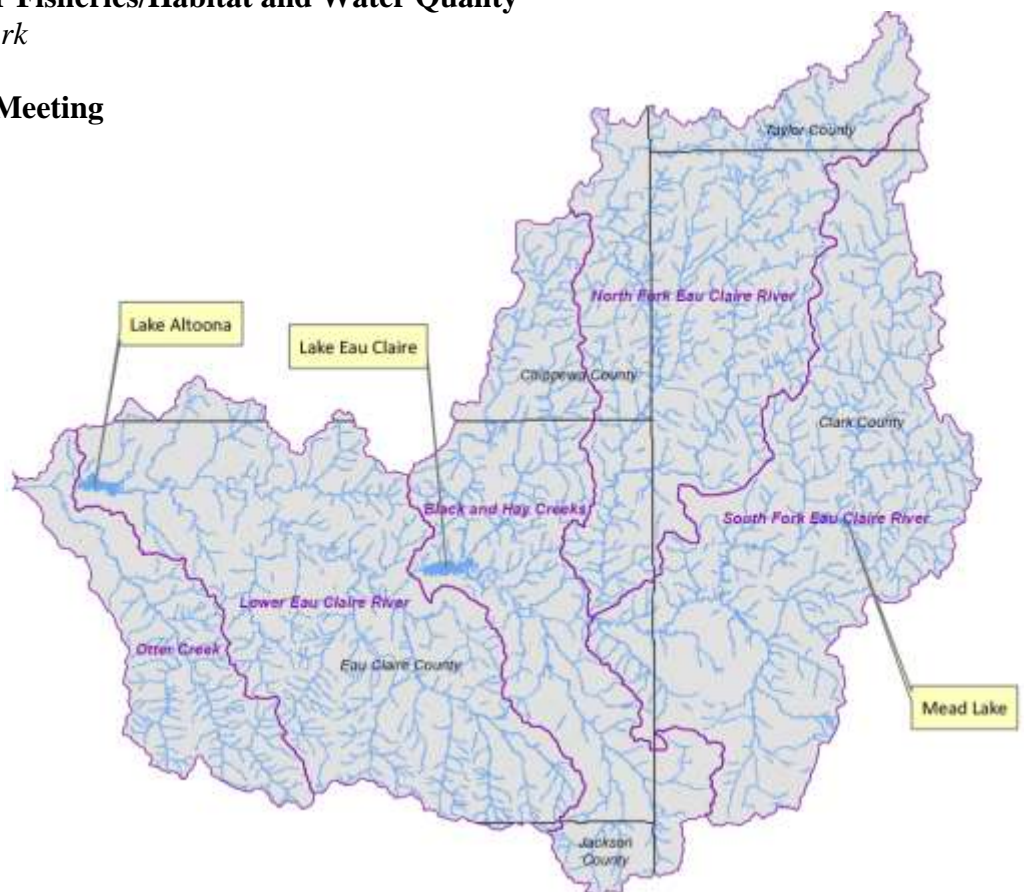 r Fisheries/Habitat and Water Quality
rk
Meeting
Taylor County
North Fork Eau Claire River
Lake Altoona
Lake Eau Claire
Chippewa County
Clark County
Black and Hay Creeks
South Fork Eau Claire River
Lower Eau Claire River
Otter Creek
Eau Claire County
Mead Lake
Jackson
County